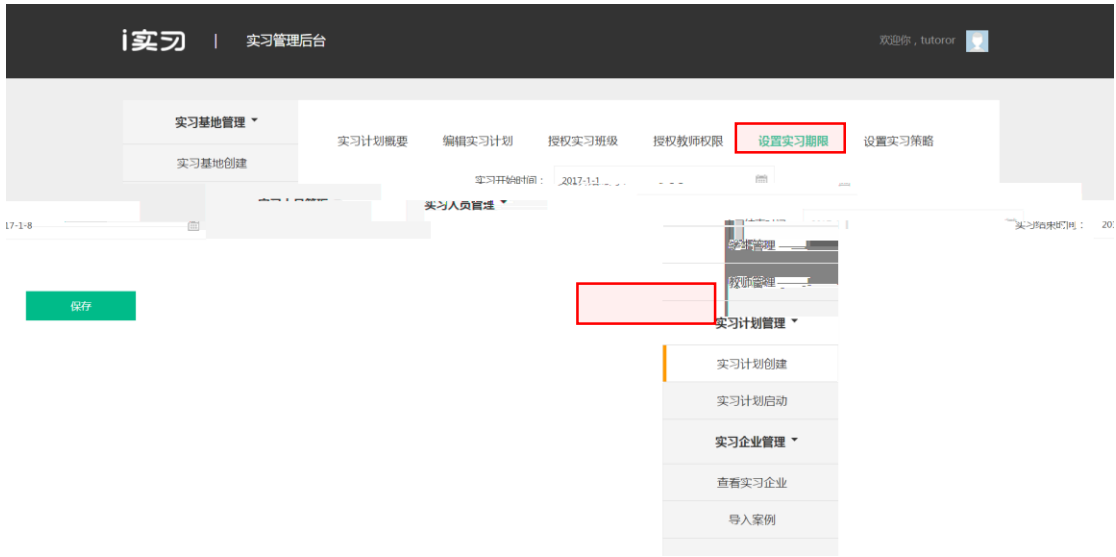 i实习 | 实习管理后台 欢迎你，tutoror
实习基地管理
实习计划概要 编辑实习计划 授权实习班级 授权教师权限 设置实习期限 设置实习策略
实习基地创建
实习开始时间： 2017-1-1
实习人员管理
17-1-8
实习结束时间： 201
教师管理
保存
实习计划管理
实习计划创建
实习计划启动
实习企业管理
查看实习企业
导入案例